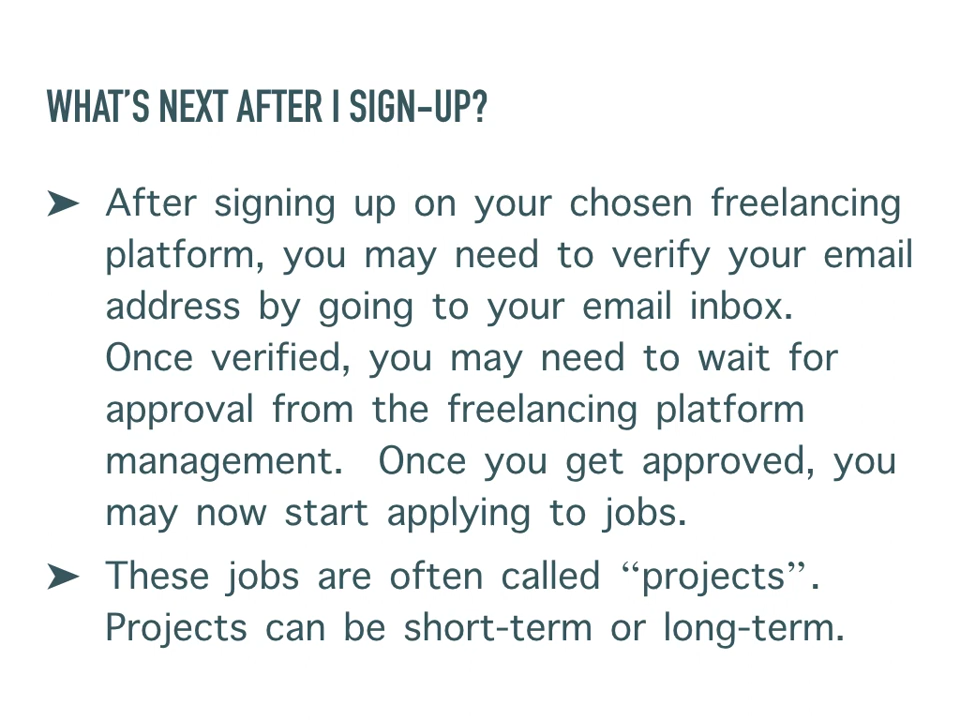 WHAT’S NEXT AFTER I SIGN-UP?
➤ After signing up on your chosen freelancing
platform, you may need to verify your email
address by going to your email inbox.
Once verified, you may need to wait for
approval from the freelancing platform
management.  Once you get approved, you
may now start applying to jobs.
➤ These jobs are often called “projects”.
Projects can be short-term or long-term.